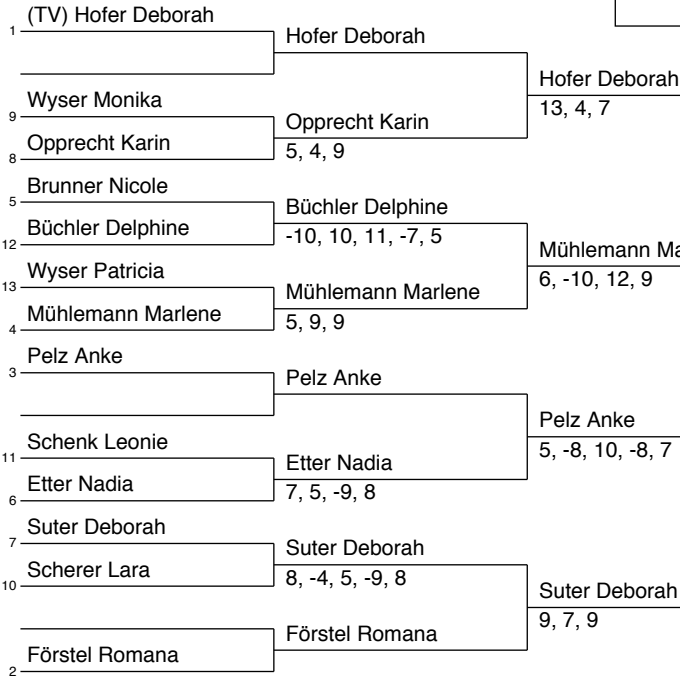 (TV) Hofer Deborah
1
Wyser Monika
9
Opprecht Karin
8
Brunner Nicole
5
Büchler Delphine
12
Wyser Patricia
13
Mühlemann Marlene
4
Pelz Anke
3
Schenk Leonie
11
Etter Nadia
6
Suter Deborah
7
Scherer Lara
10
Förstel Romana
2
Hofer Deborah
Opprecht Karin
5, 4, 9
Büchler Delphine
-10, 10, 11, -7, 5
Mühlemann Marlene
5, 9, 9
Pelz Anke
Etter Nadia
7, 5, -9, 8
Suter Deborah
8, -4, 5, -9, 8
Förstel Romana
Hofer Deborah
13, 4, 7
Mühlemann Ma
6, -10, 12, 9
Pelz Anke
5, -8, 10, -8, 7
Suter Deborah
9, 7, 9